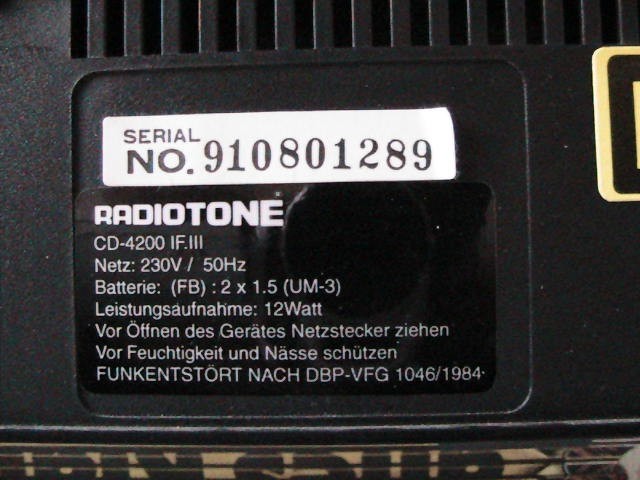 SERIAL
NO. 910801289
RADIOTONE
CD-4200 IF.III
Netz: 230V / 50Hz
Batterie: (FB) : 2 x 1.5 (UM-3)
Leistungsaufnahme: 12Watt
Vor Öffnen des Gerätes Netzstecker ziehen
Vor Feuchtigkeit und Nässe schützen
FUNKENTSTÖRT NACH DBP-VFG 1046/1984